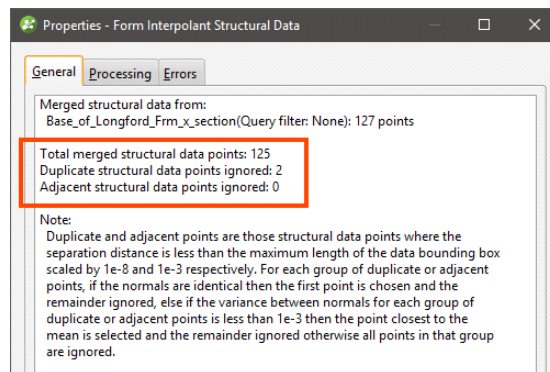 Properties - Form Interpolant Structural Data
General Processing Errors
Merged structural data from:
Base_of_Longford_Frm_x_section(Query filter: None): 127 points
Total merged structural data points: 125
Duplicate structural data points ignored: 2
Adjacent structural data points ignored: 0
Note:
Duplicate and adjacent points are those structural data points where the
separation distance is less than the maximum length of the data bounding box
scaled by 1e-8 and 1e-3 respectively. For each group of duplicate or adjacent
points, if the normals are identical then the first point is chosen and the
remainder ignored, else if the variance between normals for each group of
duplicate or adjacent points is less than 1e-3 then the point closest to the
mean is selected and the remainder ignored otherwise all points in that group
are ignored.